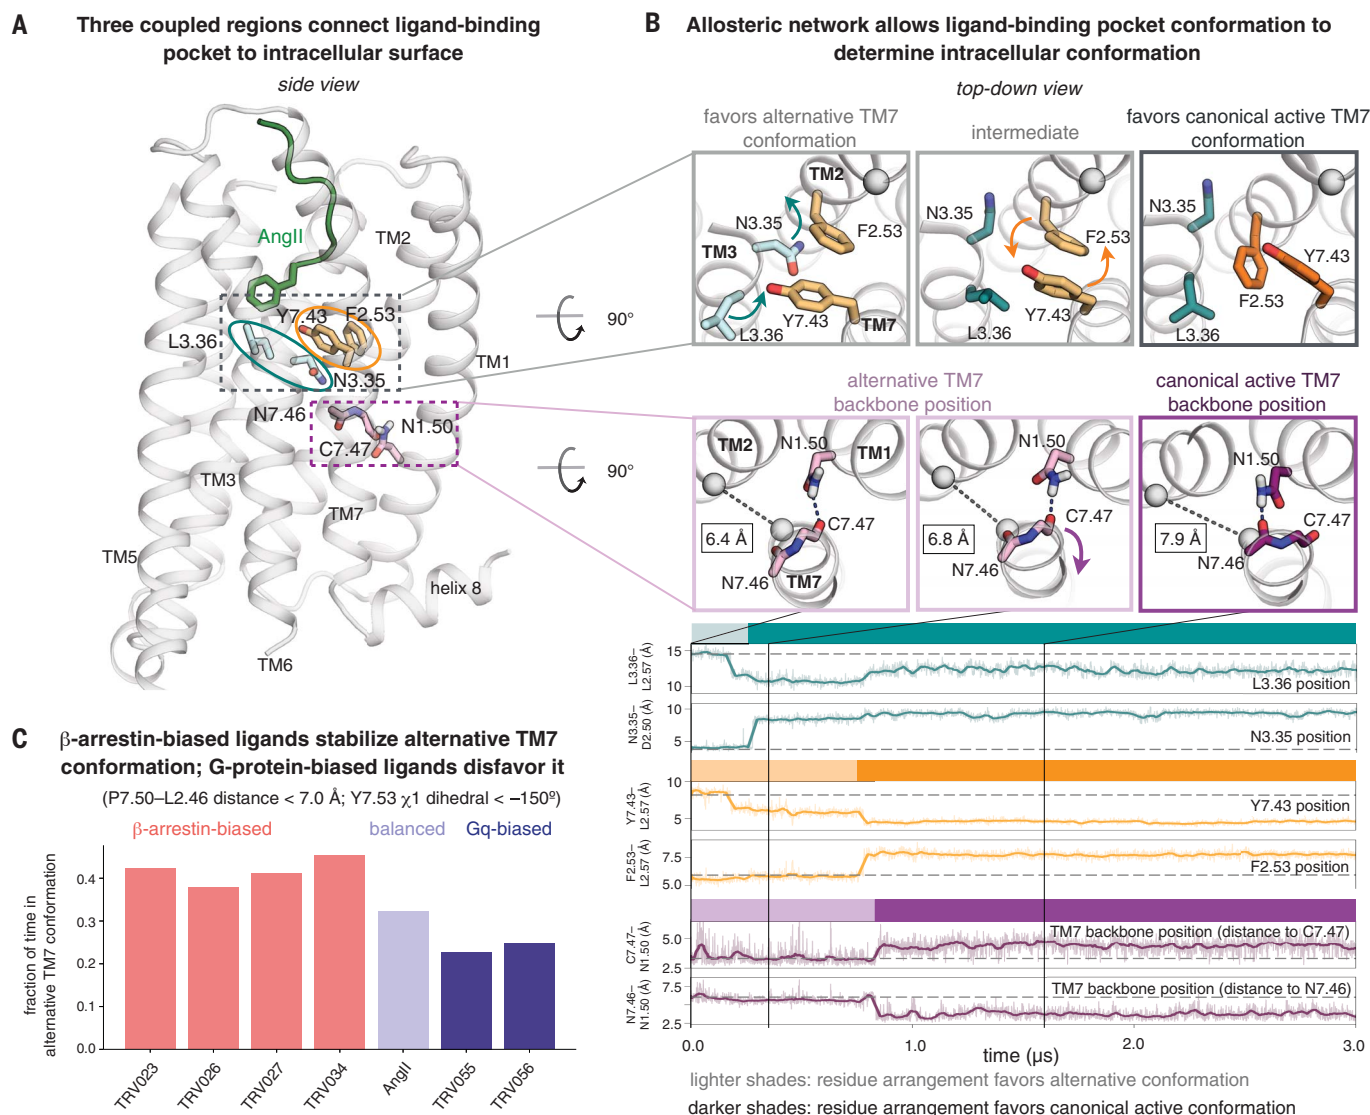 A
Three coupled regions connect ligand-binding
pocket to intracellular surface
side view
AngII
TM2
Y7.43
F2.53
L3.36
N3.35
TM1
N7.46
N1.50
C7.47
TM3
TM7
TM5
helix 8
TM6
90°
90°
B
Allosteric network allows ligand-binding pocket conformation to
determine intracellular conformation
top-down view
favors alternative TM7
conformation
intermediate
favors canonical active TM7
conformation
TM2
N3.35
F2.53
TM3
Y7.43
L3.36
TM7
N3.35
F2.53
Y7.43
L3.36
N3.35
Y7.43
F2.53
L3.36
alternative TM7
backbone position
canonical active TM7
backbone position
TM2
N1.50
TM1
C7.47
6.4 Å
N7.46
TM7
N1.50
C7.47
6.8 Å
N7.46
N1.50
C7.47
7.9 Å
N7.46
L3.36–
L2.57 (Å)
15
10
L3.36 position
N3.35–
D2.50 (Å)
10
5
N3.35 position
Y7.43–
L2.57 (Å)
10
5
Y7.43 position
F2.53–
L2.57 (Å)
7.5
5.0
F2.53 position
C7.47–
N1.50 (Å)
5.0
2.5
TM7 backbone position (distance to C7.47)
N7.46–
N1.50 (Å)
7.5
2.5
TM7 backbone position (distance to N7.46)
0.0
1.0
2.0
3.0
time (µs)
lighter shades: residue arrangement favors alternative conformation
darker shades: residue arrangement favors canonical active conformation
C
β-arrestin-biased ligands stabilize alternative TM7
conformation; G-protein-biased ligands disfavor it
(P7.50–L2.46 distance < 7.0 Å; Y7.53 χ1 dihedral < –150º)
β-arrestin-biased
balanced
Gq-biased
fraction of time in
alternative TM7 conformation
0.4
0.3
0.2
0.1
0.0
TRV023
TRV026
TRV027
TRV034
AngII
TRV055
TRV056